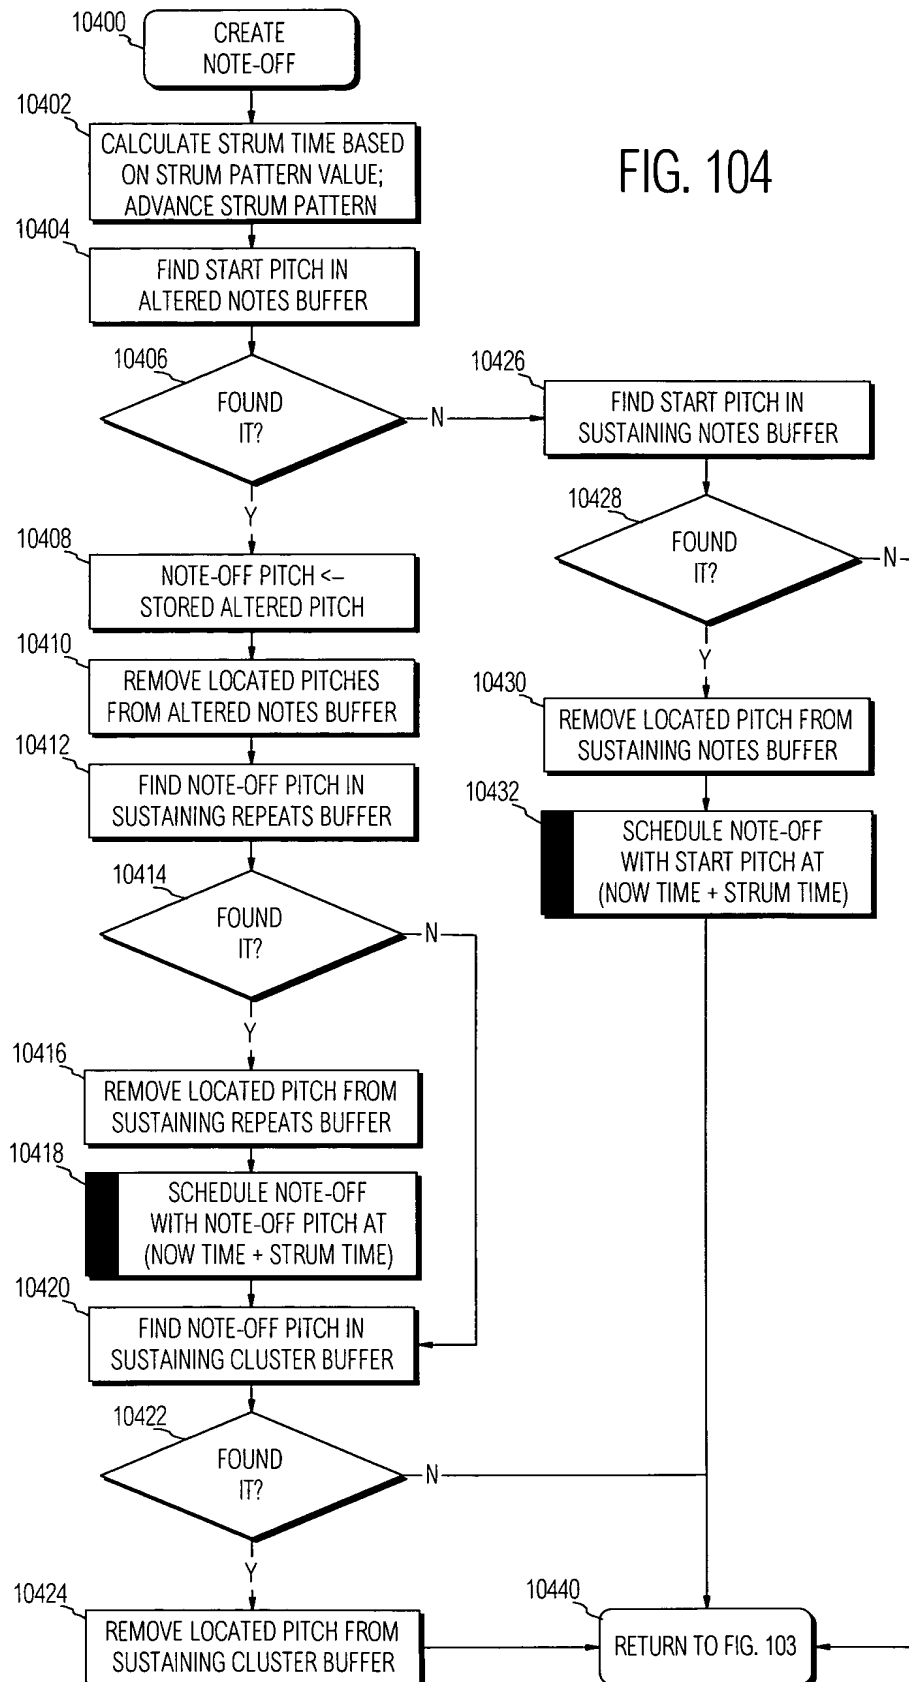 10400
CREATE
NOTE-OFF
10402
CALCULATE STRUM TIME BASED
ON STRUM PATTERN VALUE;
ADVANCE STRUM PATTERN
FIG. 104
10404
FIND START PITCH IN
ALTERED NOTES BUFFER
10406
FOUND
IT?
N
Y
10426
FIND START PITCH IN
SUSTAINING NOTES BUFFER
10428
FOUND
IT?
N
Y
10408
NOTE-OFF PITCH <–
STORED ALTERED PITCH
10410
REMOVE LOCATED PITCHES
FROM ALTERED NOTES BUFFER
10430
REMOVE LOCATED PITCH FROM
SUSTAINING NOTES BUFFER
10412
FIND NOTE-OFF PITCH IN
SUSTAINING REPEATS BUFFER
10432
SCHEDULE NOTE-OFF
WITH START PITCH AT
(NOW TIME + STRUM TIME)
10414
FOUND
IT?
N
Y
10416
REMOVE LOCATED PITCH FROM
SUSTAINING REPEATS BUFFER
10418
SCHEDULE NOTE-OFF
WITH NOTE-OFF PITCH AT
(NOW TIME + STRUM TIME)
10420
FIND NOTE-OFF PITCH IN
SUSTAINING CLUSTER BUFFER
10422
FOUND
IT?
N
Y
10424
REMOVE LOCATED PITCH FROM
SUSTAINING CLUSTER BUFFER
10440
RETURN TO FIG. 103